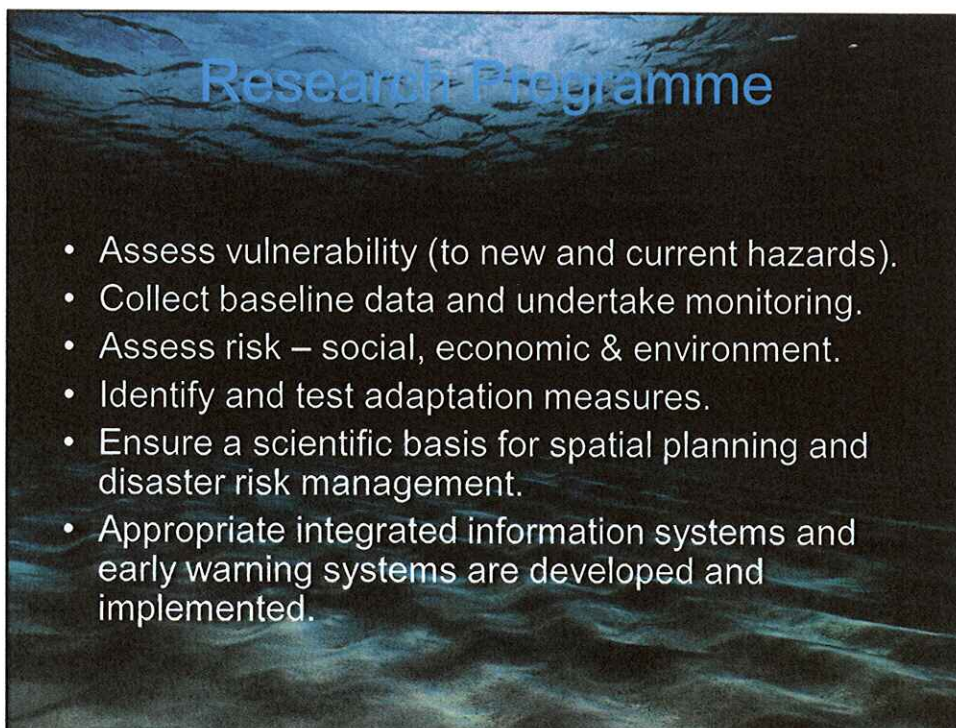 Research Programme
• Assess vulnerability (to new and current hazards).
• Collect baseline data and undertake monitoring.
• Assess risk – social, economic & environment.
• Identify and test adaptation measures.
• Ensure a scientific basis for spatial planning and
disaster risk management.
• Appropriate integrated information systems and
early warning systems are developed and
implemented.